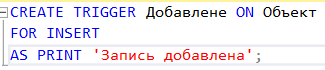 CREATE TRIGGER Добавлене ON Объект
FOR INSERT
AS PRINT 'Запись добавлена';